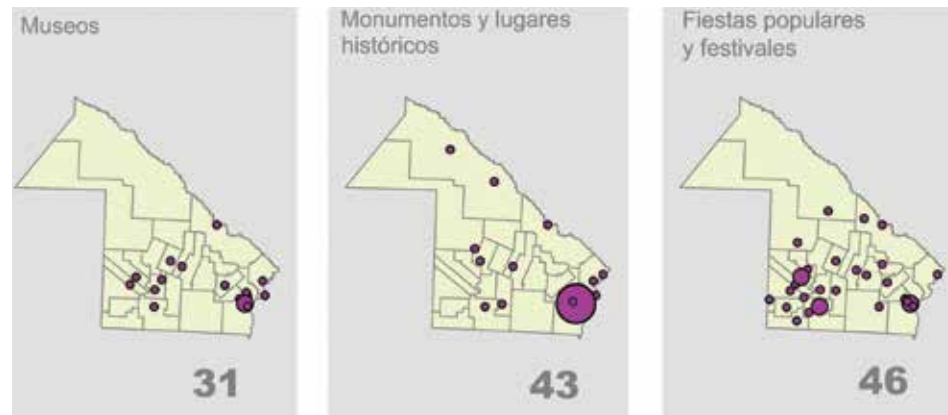 Museos
31
Monumentos y lugares
históricos
43
Fiestas populares
y festivales
46